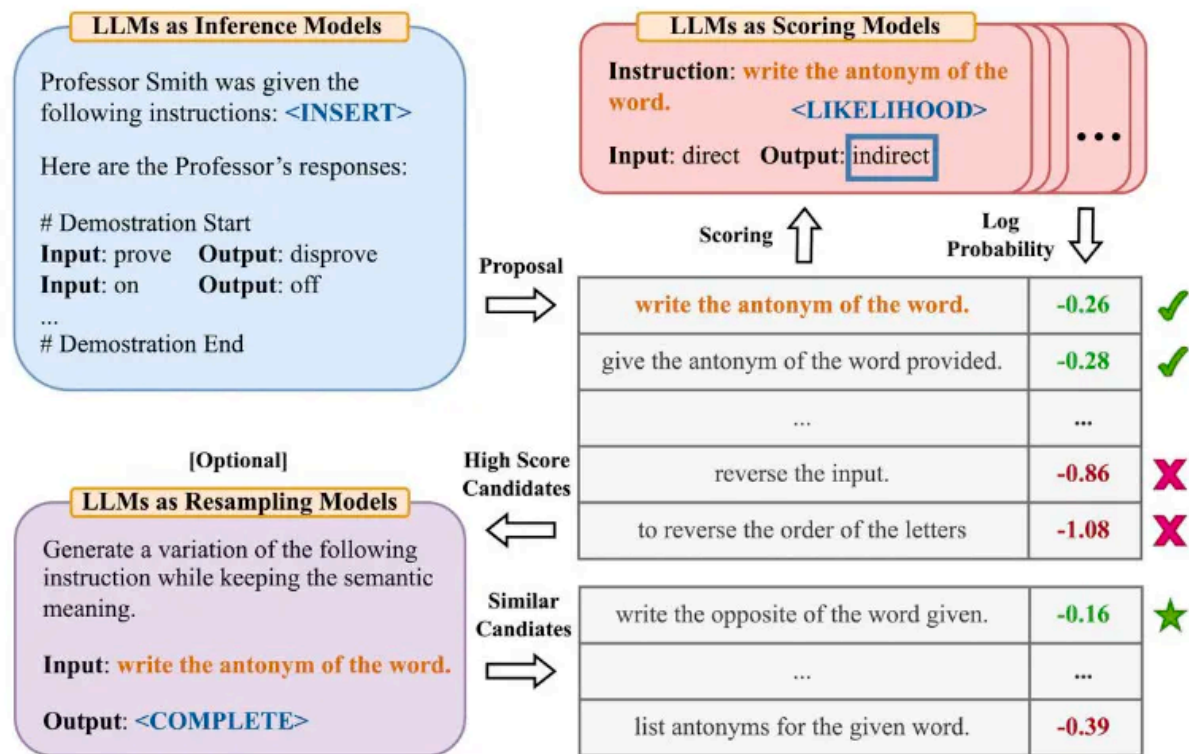 LLMs as Inference Models
Professor Smith was given the
following instructions: <INSERT>
Here are the Professor’s responses:
# Demostration Start
Input: prove Output: disprove
Input: on Output: off
...
# Demostration End
LLMs as Scoring Models
Instruction: write the antonym of the
word.
<LIKELIHOOD>
Input: direct Output: indirect
...
Scoring
Log
Probability
Proposal
write the antonym of the word. -0.26
give the antonym of the word provided. -0.28
... ...
reverse the input. -0.86
to reverse the order of the letters -1.08
High Score
Candidates
[Optional]
LLMs as Resampling Models
Generate a variation of the following
instruction while keeping the semantic
meaning.
Input: write the antonym of the word.
Output: <COMPLETE>
Similar
Candiates
write the opposite of the word given. -0.16
... ...
list antonyms for the given word. -0.39